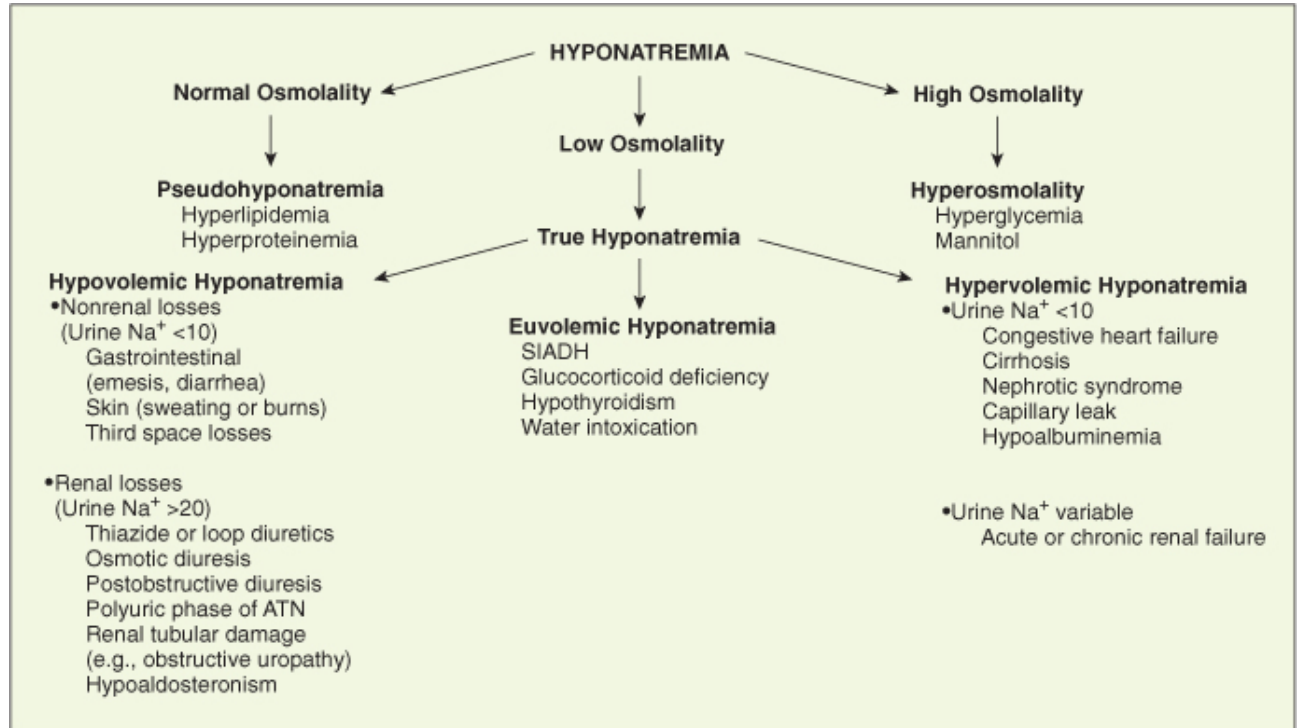 HYPONATREMIA
Normal Osmolality
High Osmolality
Low Osmolality
Pseudohyponatremia
Hyperlipidemia
Hyperproteinemia
Hyperosmolality
Hyperglycemia
Mannitol
True Hyponatremia
Hypovolemic Hyponatremia
•Nonrenal losses
(Urine Na⁺ <10)
Gastrointestinal
(emesis, diarrhea)
Skin (sweating or burns)
Third space losses
•Renal losses
(Urine Na⁺ >20)
Thiazide or loop diuretics
Osmotic diuresis
Postobstructive diuresis
Polyuric phase of ATN
Renal tubular damage
(e.g., obstructive uropathy)
Hypoaldosteronism
Euvolemic Hyponatremia
SIADH
Glucocorticoid deficiency
Hypothyroidism
Water intoxication
Hypervolemic Hyponatremia
•Urine Na⁺ <10
Congestive heart failure
Cirrhosis
Nephrotic syndrome
Capillary leak
Hypoalbuminemia
•Urine Na⁺ variable
Acute or chronic renal failure